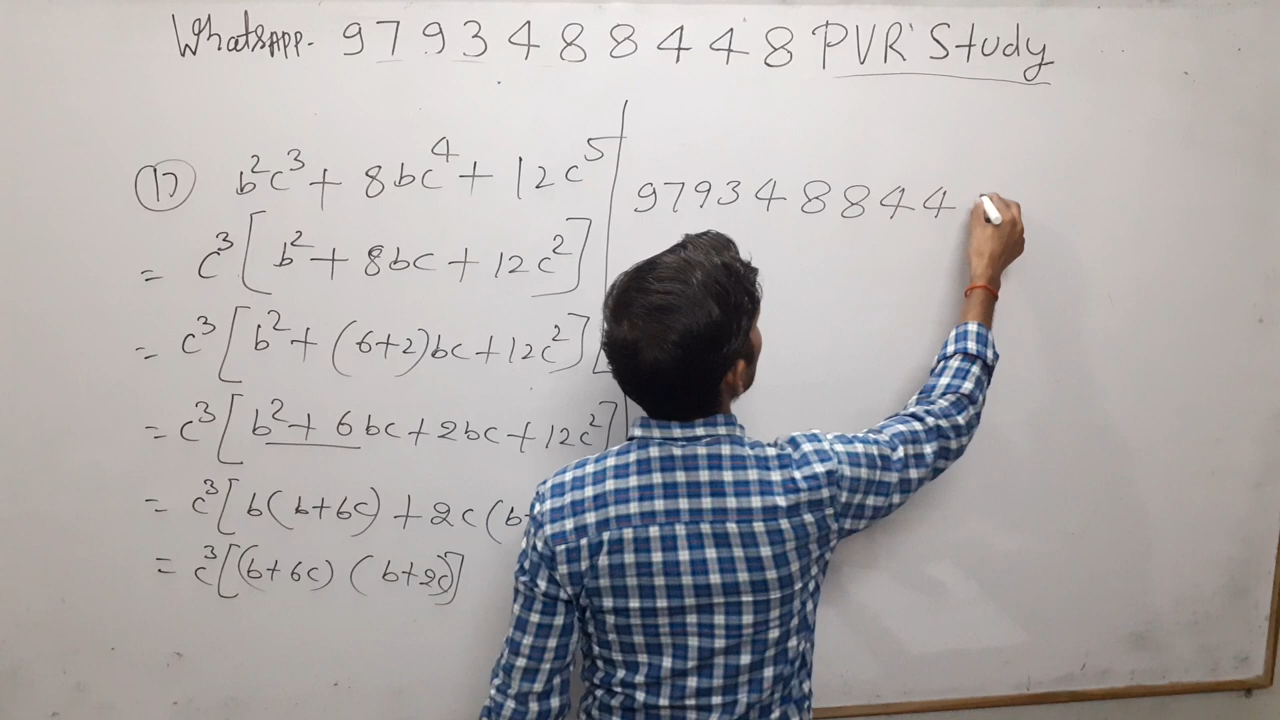 WhatsApp. 9793488448 PVR Study
17 b²c³ + 8bc⁴ + 12c⁵
= c³[b² + 8bc + 12c²]
= c³[b² + (6+2)bc + 12c²]
= c³[b² + 6bc + 2bc + 12c²]
= c³[b(b+6c) + 2c(b+
= c³[(b+6c) (b+2c)]
979348844